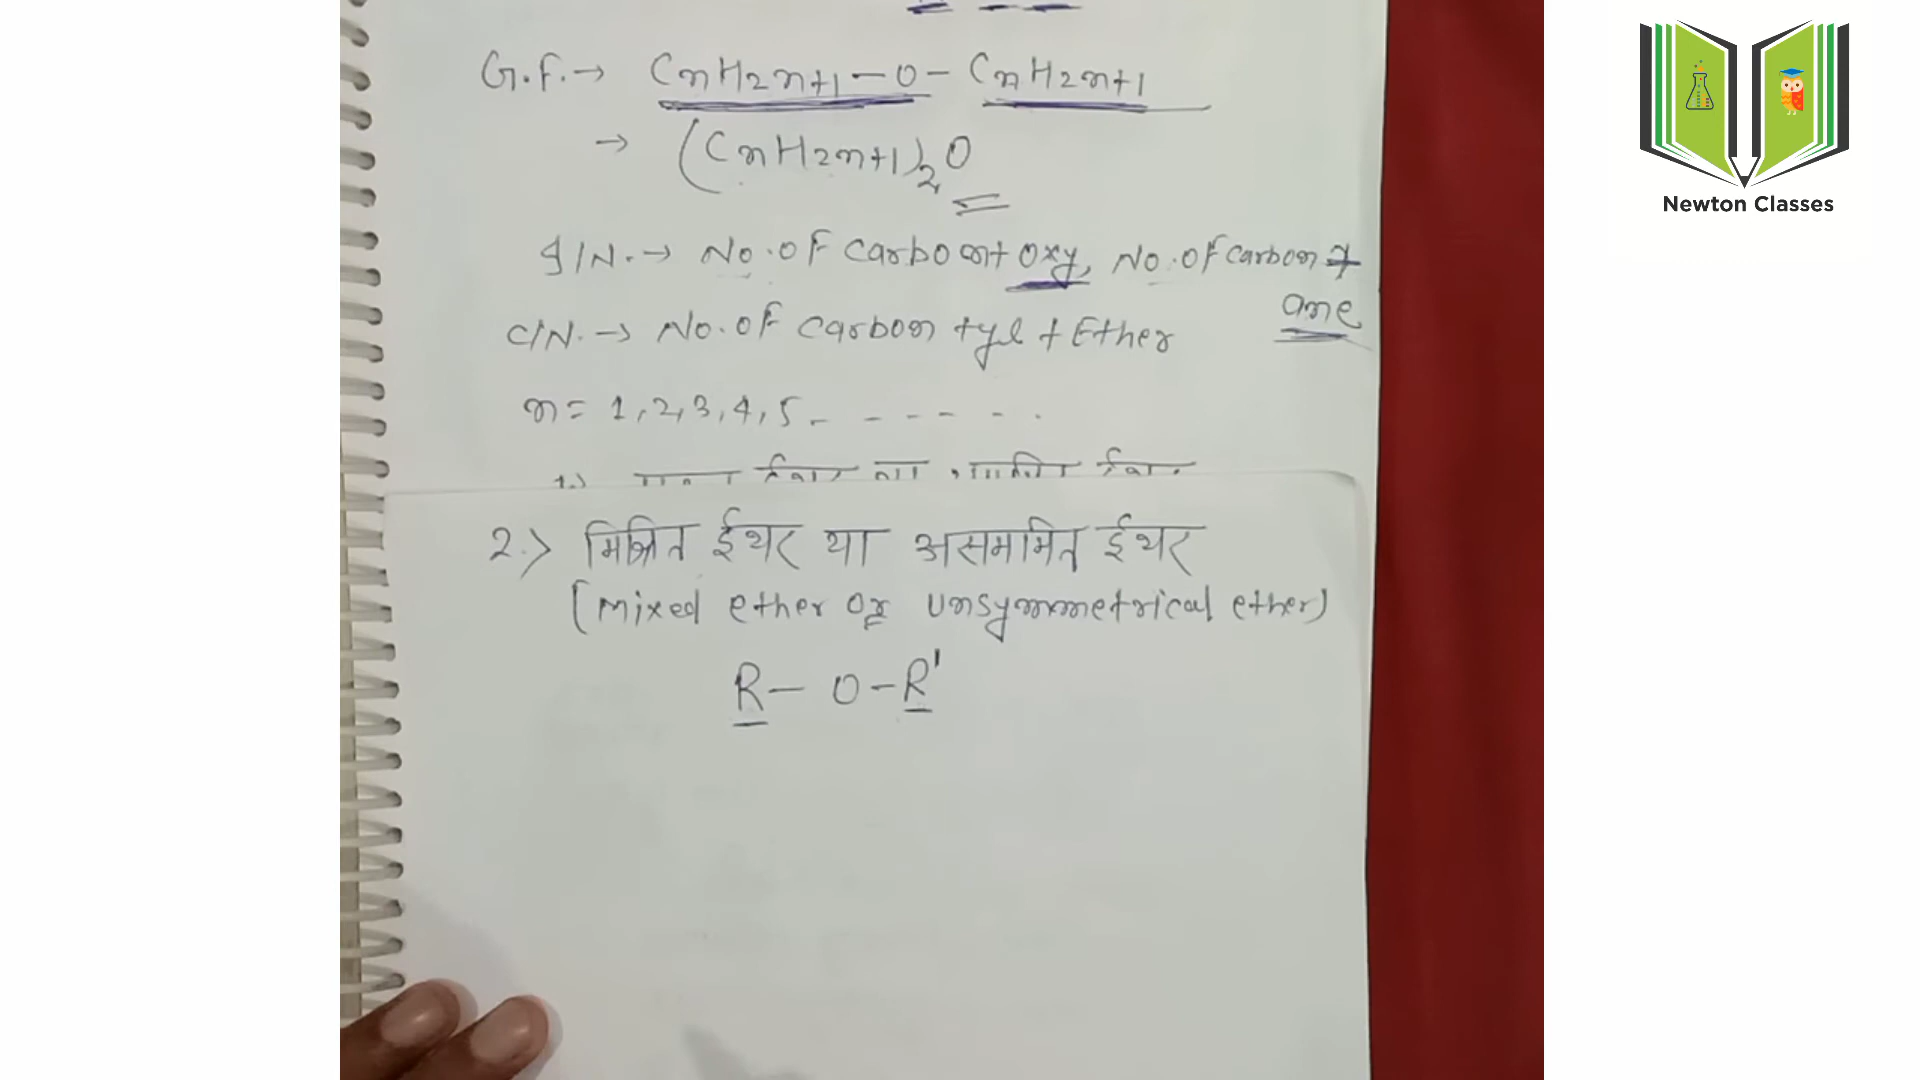 G.F. → CnH2n+1 – O – CnH2n+1
→ (CnH2n+1)2O
I/N. → No. of carbon + oxy, No. of carbon + ane
C/N. → No. of carbon + yl + Ether
n = 1, 2, 3, 4, 5 - - - - - -
2.> मिश्रित ईथर या असममित ईथर
(Mixed ether or unsymmetrical ether)
R – O – R'
Newton Classes